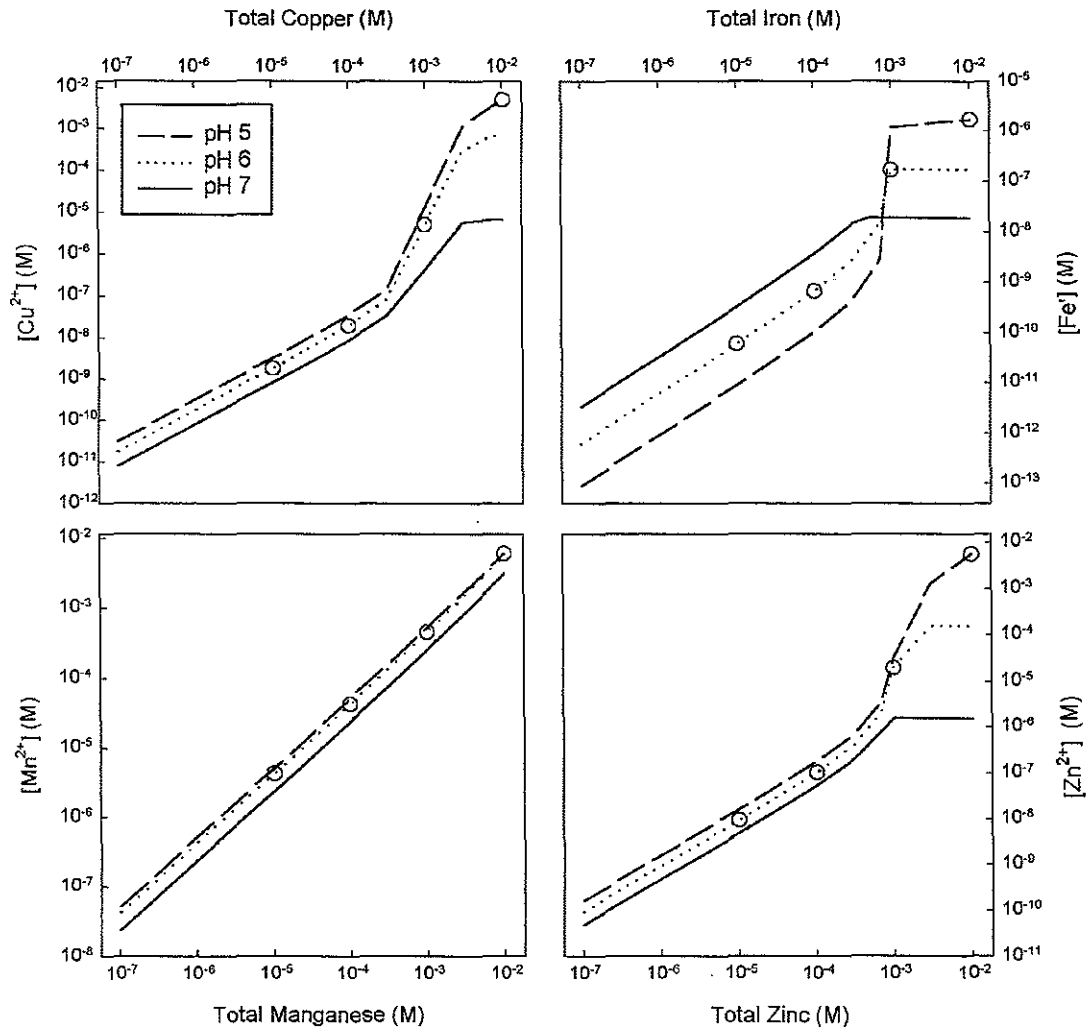 Total Copper (M)
Total Iron (M)
10⁻⁷ 10⁻⁶ 10⁻⁵ 10⁻⁴ 10⁻³ 10⁻²
10⁻⁷ 10⁻⁶ 10⁻⁵ 10⁻⁴ 10⁻³ 10⁻²
[Cu²⁺] (M)
10⁻²
10⁻³
10⁻⁴
10⁻⁵
10⁻⁶
10⁻⁷
10⁻⁸
10⁻⁹
10⁻¹⁰
10⁻¹¹
10⁻¹²
pH 5
pH 6
pH 7
10⁻⁵
10⁻⁶
10⁻⁷
10⁻⁸
10⁻⁹
10⁻¹⁰
10⁻¹¹
10⁻¹²
10⁻¹³
[Fe'] (M)
[Mn²⁺] (M)
10⁻²
10⁻³
10⁻⁴
10⁻⁵
10⁻⁶
10⁻⁷
10⁻⁸
10⁻²
10⁻³
10⁻⁴
10⁻⁵
10⁻⁶
10⁻⁷
10⁻⁸
10⁻⁹
10⁻¹⁰
10⁻¹¹
[Zn²⁺] (M)
10⁻⁷ 10⁻⁶ 10⁻⁵ 10⁻⁴ 10⁻³ 10⁻²
10⁻⁷ 10⁻⁶ 10⁻⁵ 10⁻⁴ 10⁻³ 10⁻²
Total Manganese (M)
Total Zinc (M)